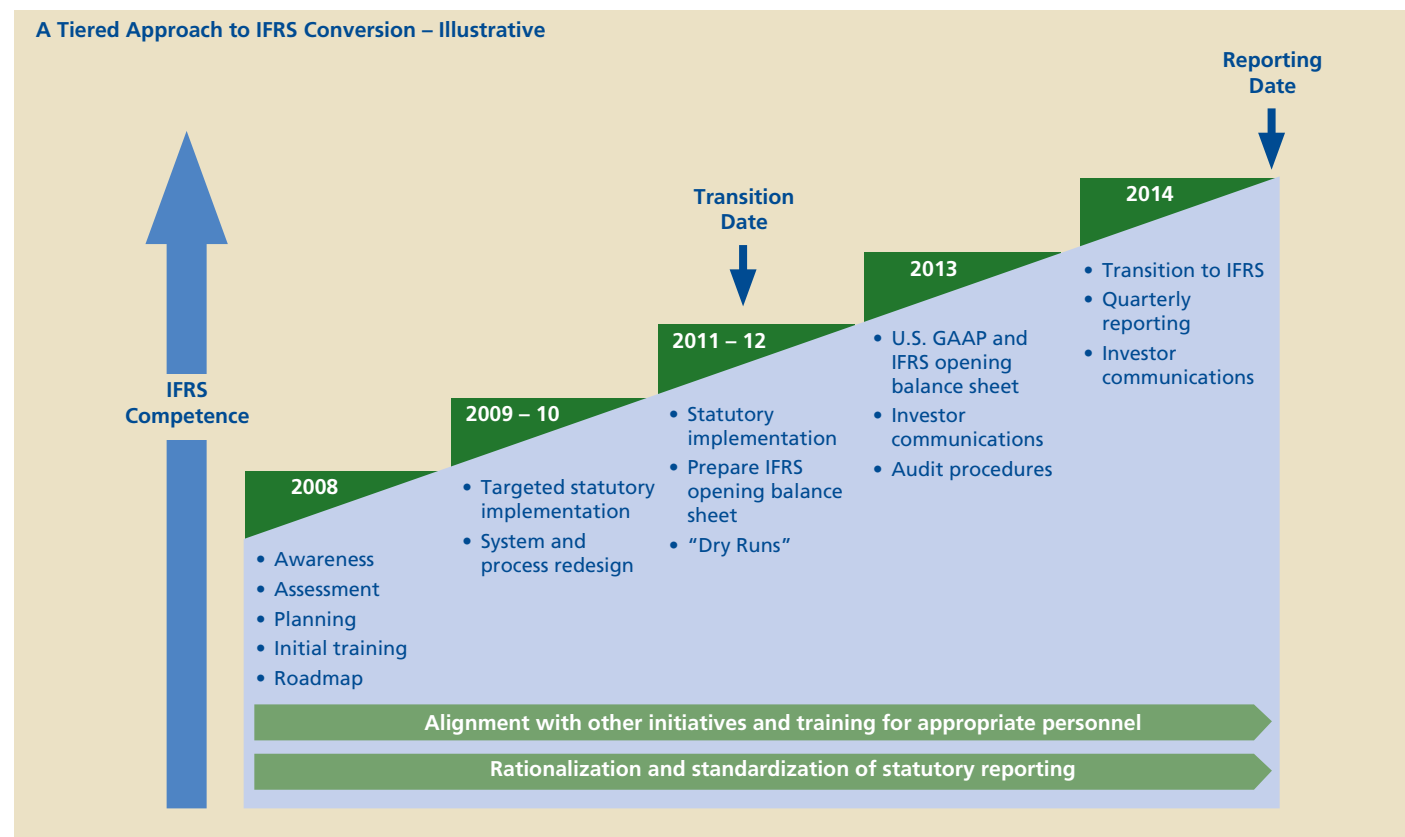 A Tiered Approach to IFRS Conversion – Illustrative
Reporting
Date
Transition
Date
IFRS
Competence
2008
• Awareness
• Assessment
• Planning
• Initial training
• Roadmap
2009 – 10
• Targeted statutory
implementation
• System and
process redesign
2011 – 12
• Statutory
implementation
• Prepare IFRS
opening balance
sheet
• “Dry Runs”
2013
• U.S. GAAP and
IFRS opening
balance sheet
• Investor
communications
• Audit procedures
2014
• Transition to IFRS
• Quarterly
reporting
• Investor
communications
Alignment with other initiatives and training for appropriate personnel
Rationalization and standardization of statutory reporting